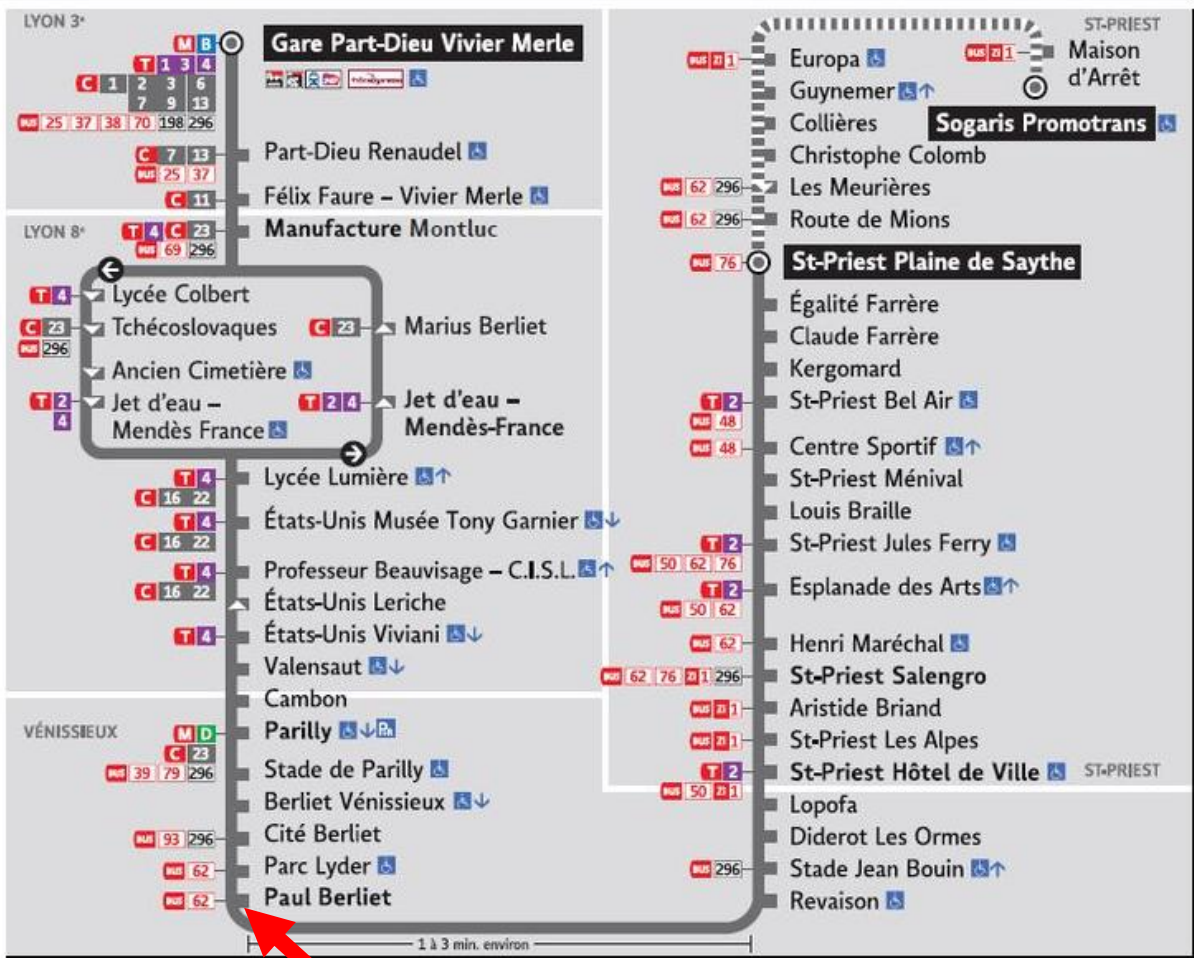 LYON 3e
M B
Gare Part-Dieu Vivier Merle
T 1 3 4
C 1 2 3 6
7 9 13
BUS 25 37 38 70 198 296
C 7 13
Part-Dieu Renaudel
BUS 25 37
C 11
Félix Faure – Vivier Merle
LYON 8e
T 4 C 23
Manufacture Montluc
BUS 69 296
T 4
Lycée Colbert
C 23
Tchécoslovaques
BUS 296
C 23
Marius Berliet
Ancien Cimetière
T 2
4
Jet d'eau –
Mendès France
T 2 4
Jet d'eau –
Mendès-France
T 4
Lycée Lumière
C 16 22
T 4
États-Unis Musée Tony Garnier
C 16 22
T 4
Professeur Beauvisage – C.I.S.L.
C 16 22
États-Unis Leriche
T 4
États-Unis Viviani
Valensaut
Cambon
VÉNISSIEUX
M D
Parilly
C 23
BUS 39 79 296
Stade de Parilly
Berliet Vénissieux
BUS 93 296
Cité Berliet
BUS 62
Parc Lyder
BUS 62
Paul Berliet
1 à 3 min. environ
ST-PRIEST
BUS ZI 1
Europa
BUS ZI 1
Maison
d'Arrêt
Guynemer
Collières
Sogaris Promotrans
Christophe Colomb
BUS 62 296
Les Meurières
BUS 62 296
Route de Mions
BUS 76
St-Priest Plaine de Saythe
Égalité Farrère
Claude Farrère
Kergomard
T 2
St-Priest Bel Air
BUS 48
BUS 48
Centre Sportif
St-Priest Ménival
Louis Braille
T 2
St-Priest Jules Ferry
BUS 50 62 76
T 2
Esplanade des Arts
BUS 50 62
BUS 62
Henri Maréchal
BUS 62 76 ZI 1 296
St-Priest Salengro
BUS ZI 1
Aristide Briand
BUS ZI 1
St-Priest Les Alpes
T 2
St-Priest Hôtel de Ville
ST-PRIEST
BUS 50 ZI 1
Lopofa
Diderot Les Ormes
BUS 296
Stade Jean Bouin
Revaison